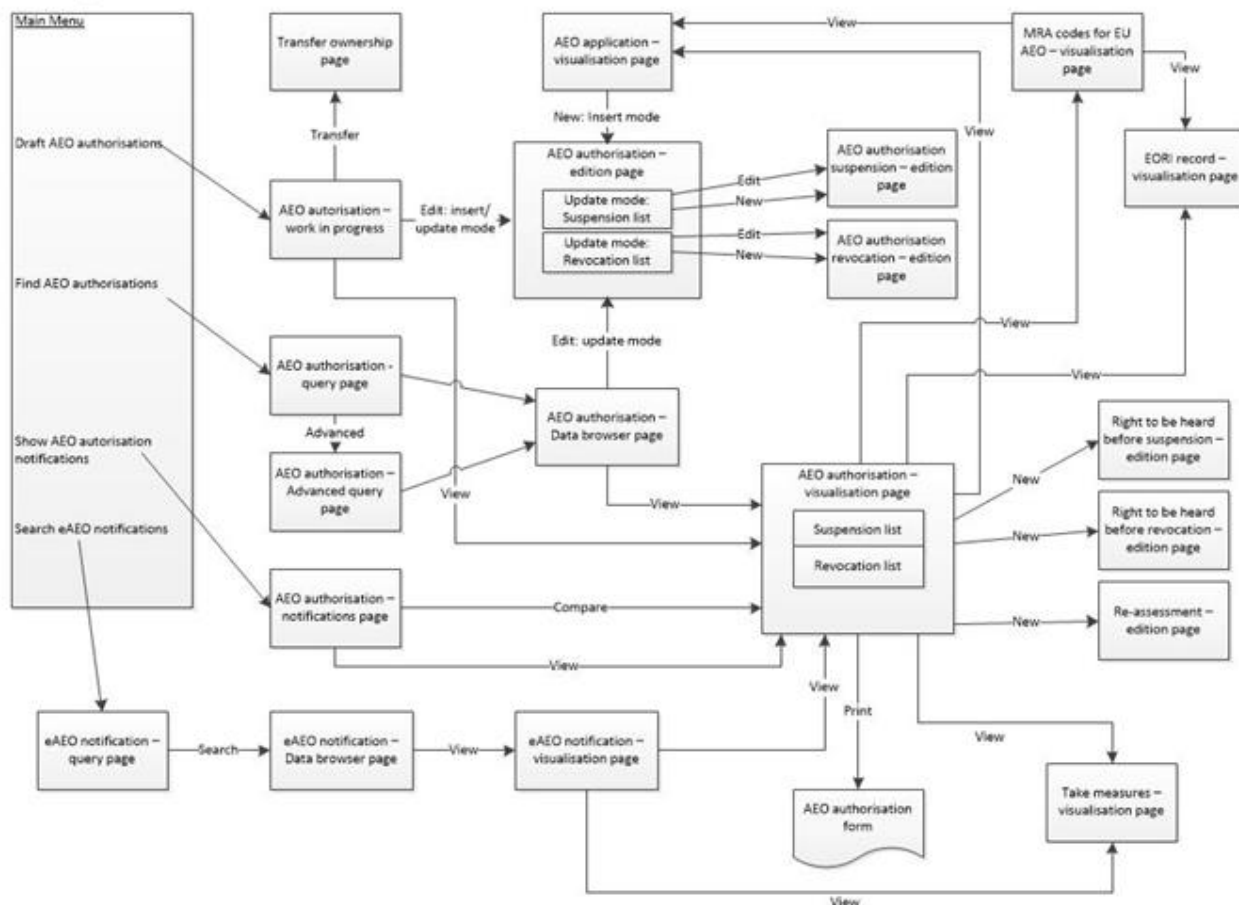 Main Menu
Draft AEO authorisations
Find AEO authorisations
Show AEO autorisation
notifications
Search eAEO notifications
Transfer ownership
page
Transfer
AEO autorisation –
work in progress
Edit: insert/
update mode
AEO application –
visualisation page
New: Insert mode
AEO authorisation –
edition page
Update mode:
Suspension list
Update mode:
Revocation list
Edit
New
Edit
New
AEO authorisation
suspension – edition
page
AEO authorisation
revocation – edition
page
View
MRA codes for EU
AEO – visualisation
page
View
View
EORI record –
visualisation page
View
View
Edit: update mode
AEO authorisation -
query page
Advanced
AEO authorisation –
Advanced query
page
View
AEO authorisation –
Data browser page
View
AEO authorisation –
visualisation page
Suspension list
Revocation list
New
Right to be heard
before suspension –
edition page
New
Right to be heard
before revocation –
edition page
New
Re-assessment –
edition page
AEO authorisation –
notifications page
Compare
View
View
Print
View
eAEO notification –
query page
Search
eAEO notification –
Data browser page
View
eAEO notification –
visualisation page
AEO authorisation
form
Take measures –
visualisation page
View